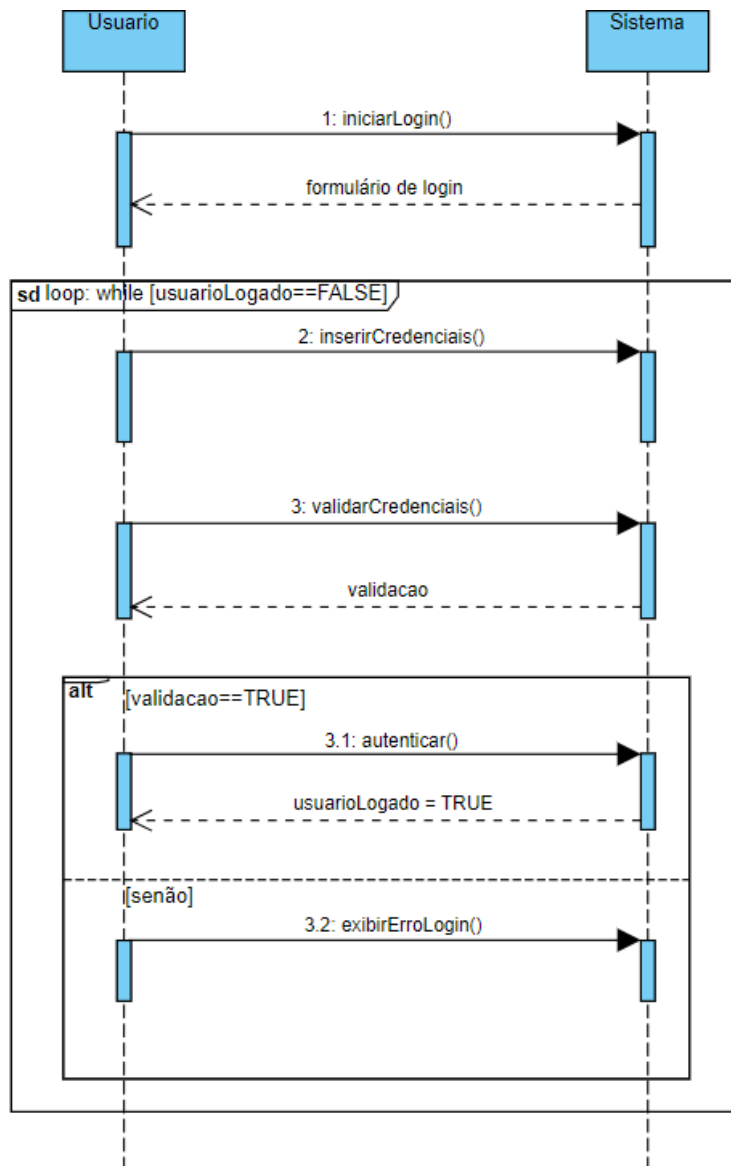 Usuario
Sistema
1: iniciarLogin()
formulário de login
sd loop: while [usuarioLogado==FALSE]
2: inserirCredenciais()
3: validarCredenciais()
validacao
alt
[validacao==TRUE]
3.1: autenticar()
usuarioLogado = TRUE
[senão]
3.2: exibirErroLogin()